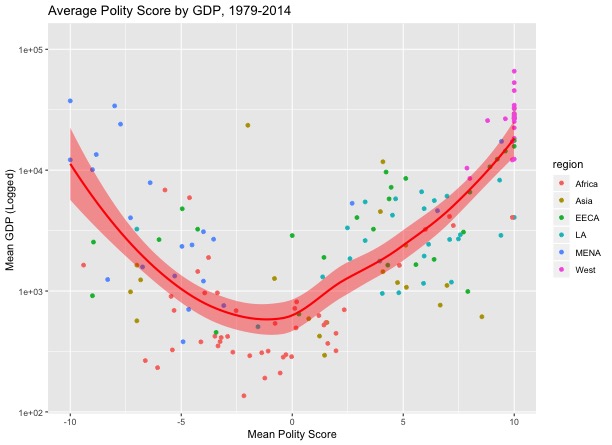 Average Polity Score by GDP, 1979-2014
Mean GDP (Logged)
1e+05
1e+04
1e+03
1e+02
-10
-5
0
5
10
Mean Polity Score
region
Africa
Asia
EECA
LA
MENA
West